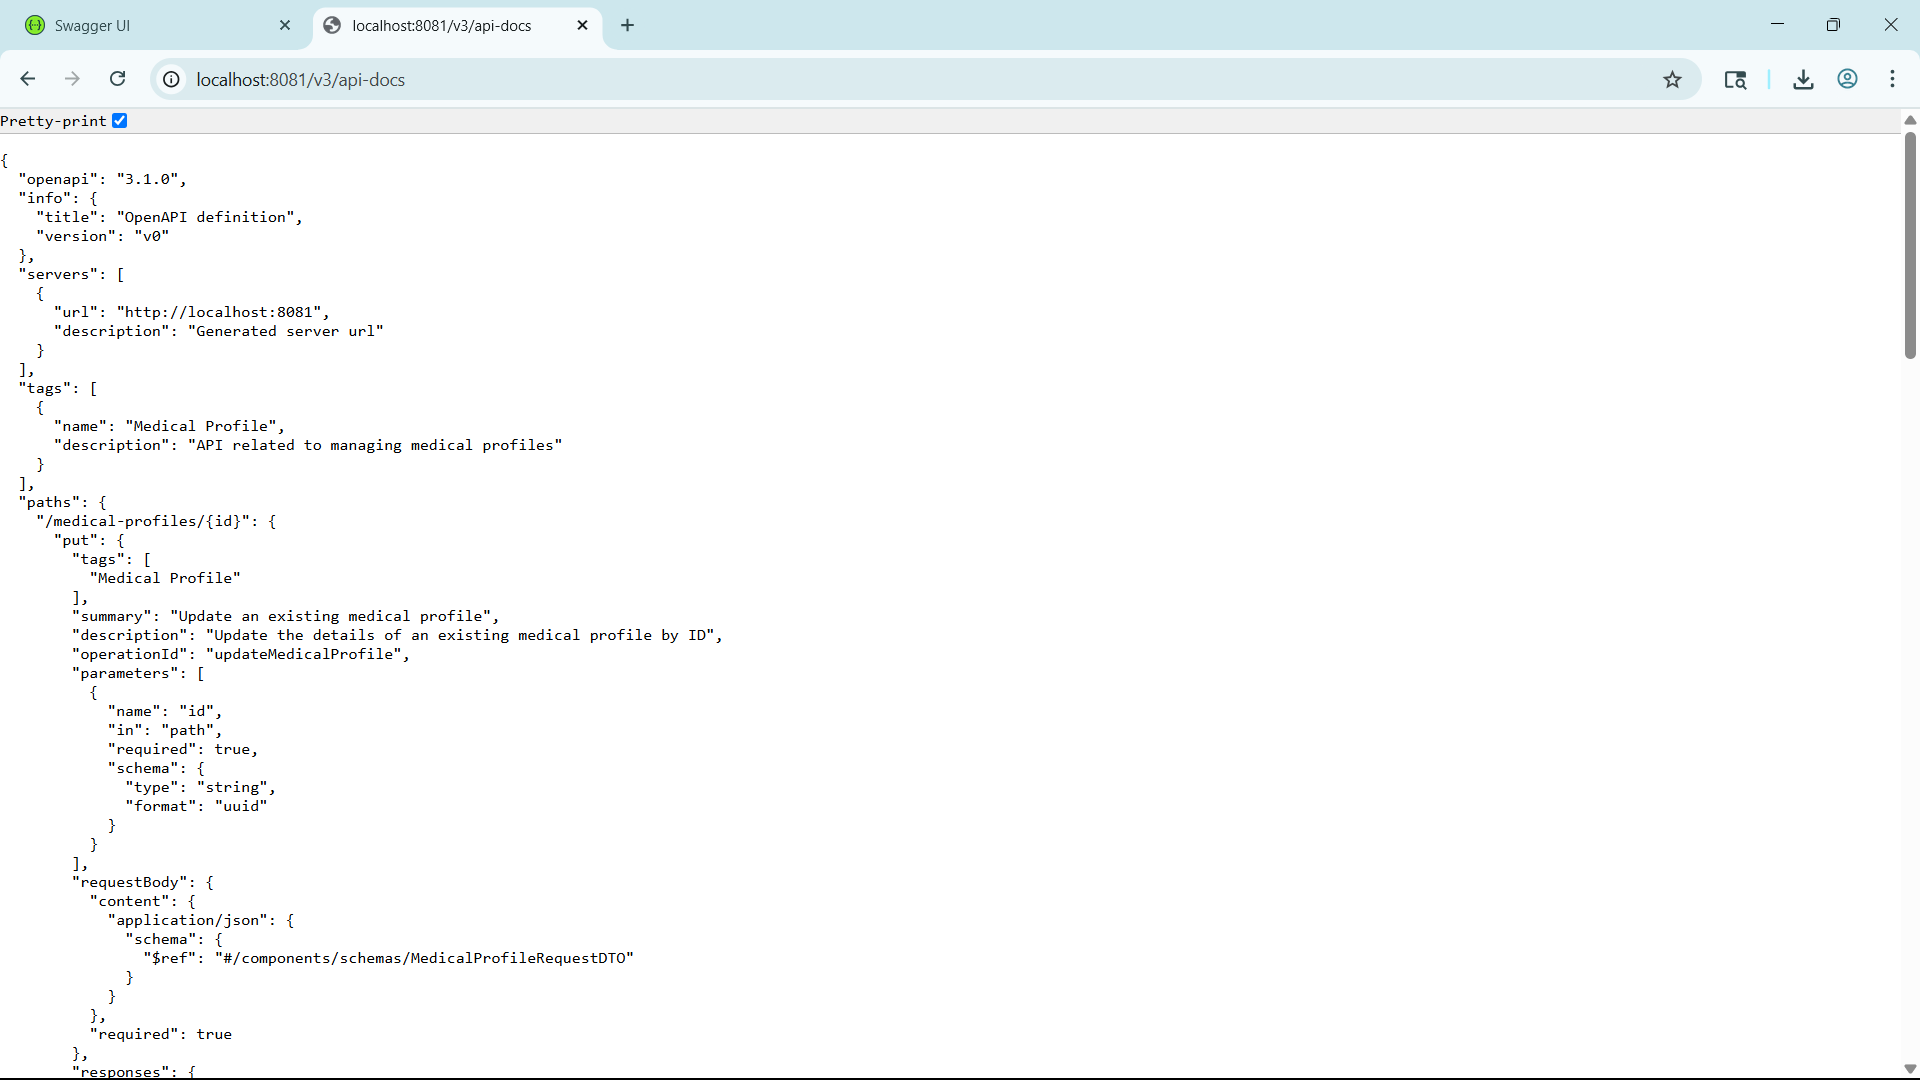 Swagger UI
localhost:8081/v3/api-docs
localhost:8081/v3/api-docs
Pretty-print
{
  "openapi": "3.1.0",
  "info": {
    "title": "OpenAPI definition",
    "version": "v0"
  },
  "servers": [
    {
      "url": "http://localhost:8081",
      "description": "Generated server url"
    }
  ],
  "tags": [
    {
      "name": "Medical Profile",
      "description": "API related to managing medical profiles"
    }
  ],
  "paths": {
    "/medical-profiles/{id}": {
      "put": {
        "tags": [
          "Medical Profile"
        ],
        "summary": "Update an existing medical profile",
        "description": "Update the details of an existing medical profile by ID",
        "operationId": "updateMedicalProfile",
        "parameters": [
          {
            "name": "id",
            "in": "path",
            "required": true,
            "schema": {
              "type": "string",
              "format": "uuid"
            }
          }
        ],
        "requestBody": {
          "content": {
            "application/json": {
              "schema": {
                "$ref": "#/components/schemas/MedicalProfileRequestDTO"
              }
            }
          },
          "required": true
        },
        "responses": {